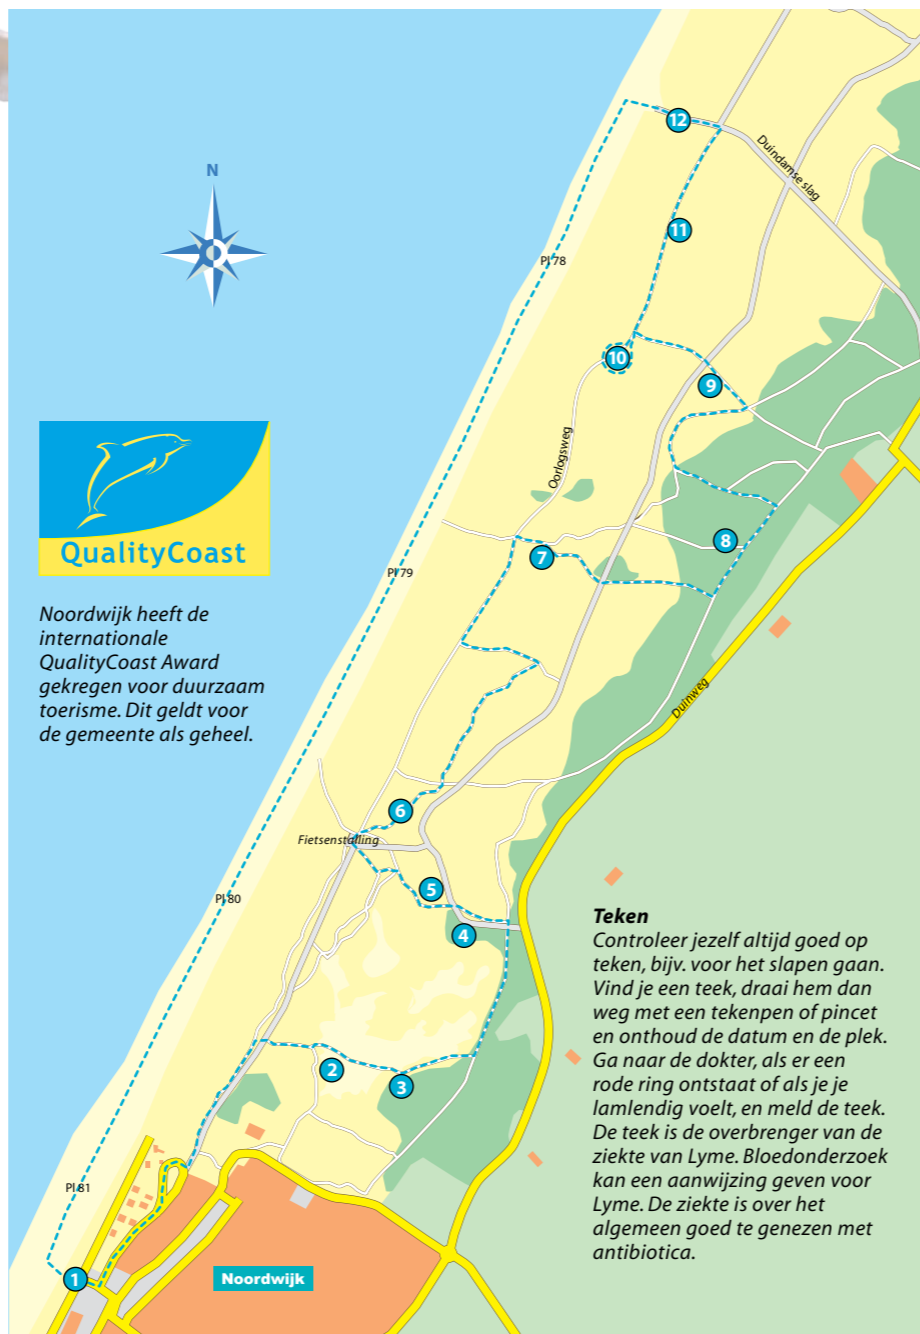 N
12
Duindamse slag
11
Pl 78
10
9
Oorlogsweg
QualityCoast
8
7
Pl 79
Noordwijk heeft de
internationale
QualityCoast Award
gekregen voor duurzaam
toerisme. Dit geldt voor
de gemeente als geheel.
Duinweg
6
Fietsenstalling
5
Pl 80
4
Teken
Controleer jezelf altijd goed op
teken, bijv. voor het slapen gaan.
Vind je een teek, draai hem dan
weg met een tekenpen of pincet
en onthoud de datum en de plek.
Ga naar de dokter, als er een
rode ring ontstaat of als je je
lamlendig voelt, en meld de teek.
De teek is de overbrenger van de
ziekte van Lyme. Bloedonderzoek
kan een aanwijzing geven voor
Lyme. De ziekte is over het
algemeen goed te genezen met
antibiotica.
2
3
Pl 81
1
Noordwijk